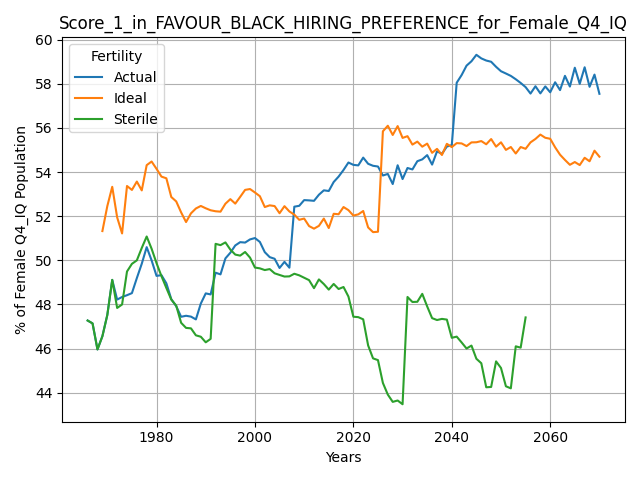 Score_1_in_FAVOUR_BLACK_HIRING_PREFERENCE_for_Female_Q4_IQ
Fertility
Actual
Ideal
Sterile
% of Female Q4_IQ Population
60
58
56
54
52
50
48
46
44
1980
2000
2020
2040
2060
Years